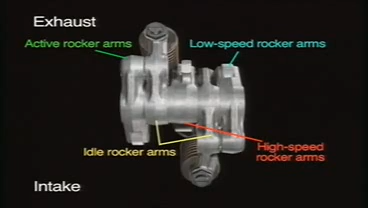 Exhaust
Active rocker arms
Low-speed rocker arms
Idle rocker arms
High-speed
rocker arms
Intake